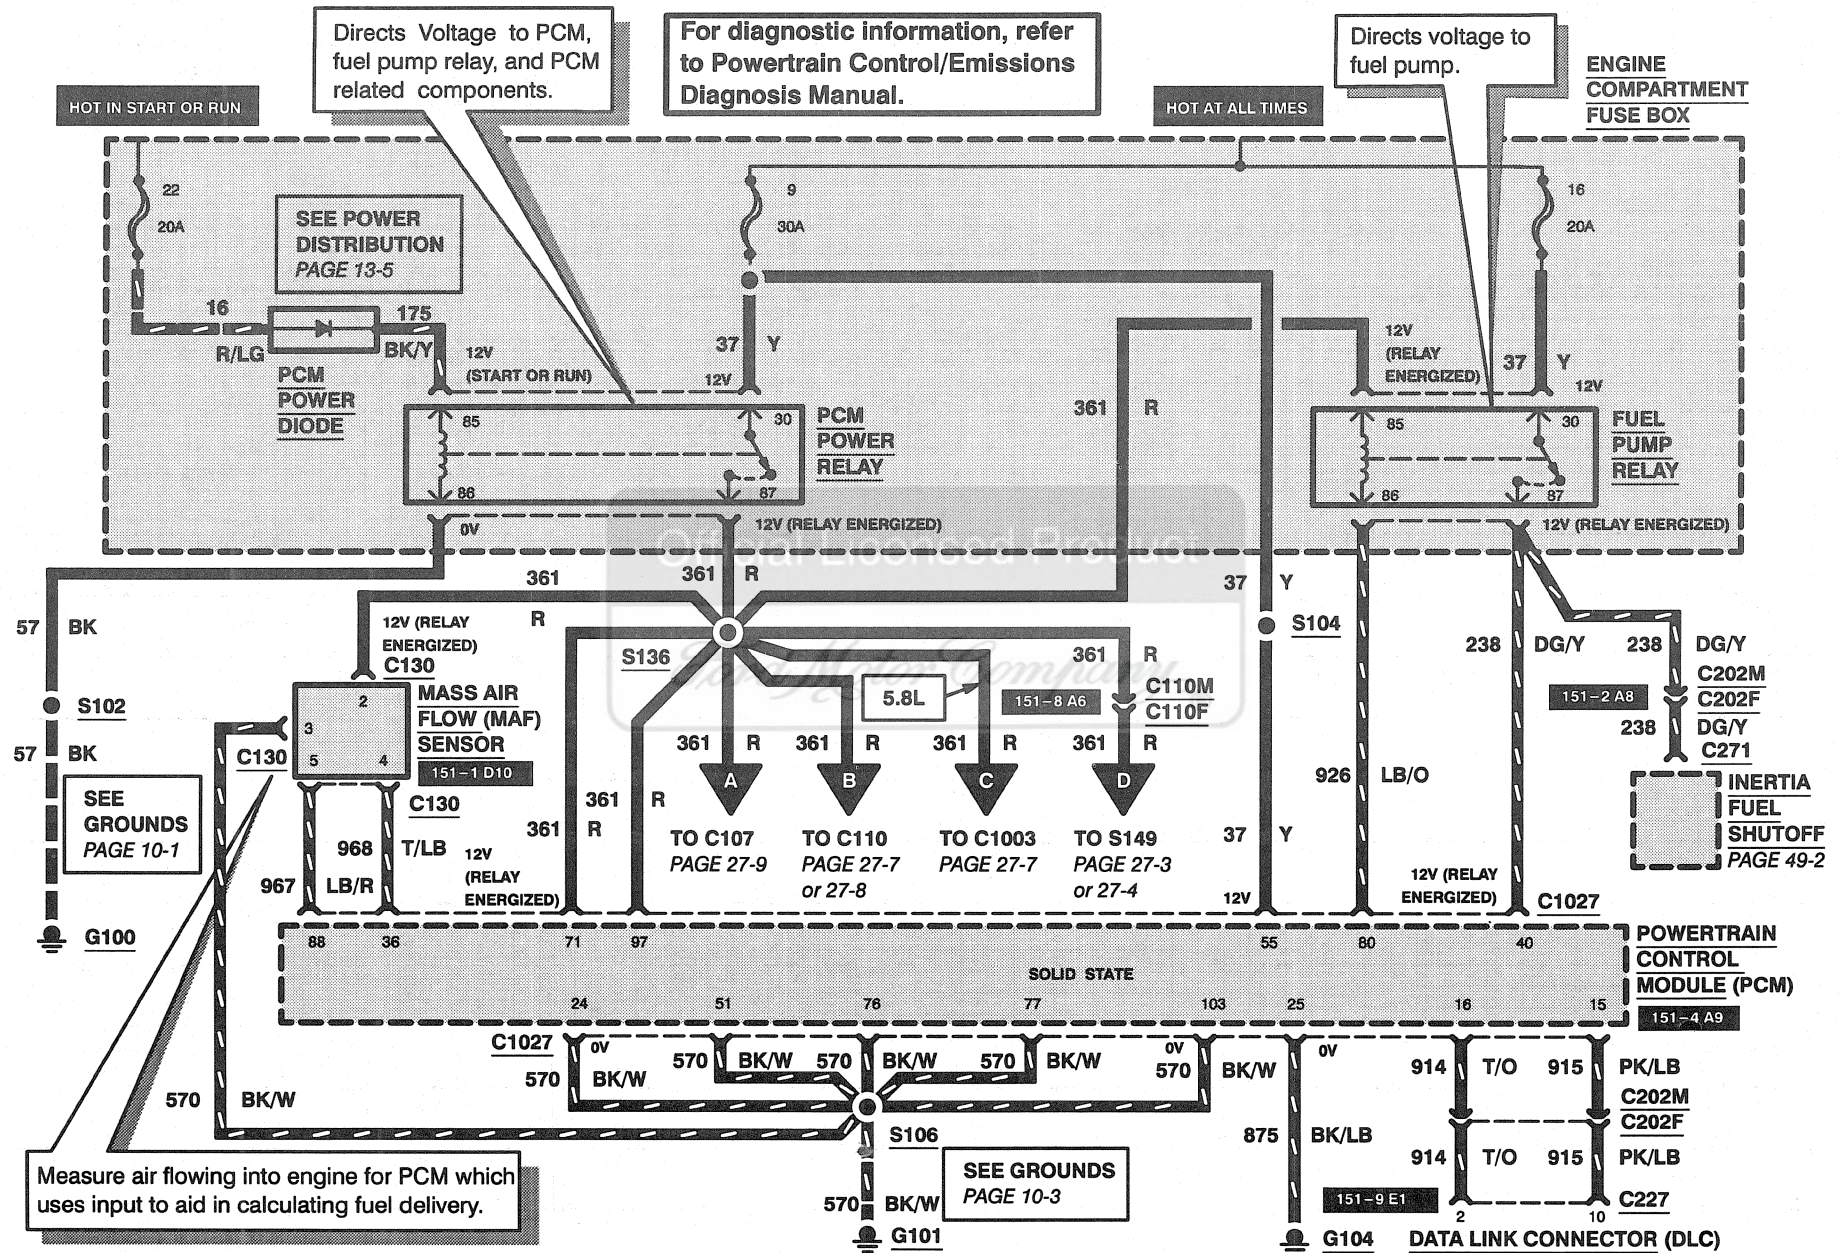 Directs Voltage to PCM,
fuel pump relay, and PCM
related components.
For diagnostic information, refer
to Powertrain Control/Emissions
Diagnosis Manual.
Directs voltage to
fuel pump.
ENGINE
COMPARTMENT
FUSE BOX
HOT IN START OR RUN
HOT AT ALL TIMES
22
20A
9
30A
16
20A
SEE POWER
DISTRIBUTION
PAGE 13-5
16
R/LG
175
BK/Y
PCM
POWER
DIODE
12V
(START OR RUN)
37 Y
12V
361 R
12V
(RELAY
ENERGIZED)
37 Y
12V
85
30
86
87
PCM
POWER
RELAY
85
30
86
87
FUEL
PUMP
RELAY
0V
12V (RELAY ENERGIZED)
12V (RELAY ENERGIZED)
Official Licensed Product
Ford Motor Company
361
R
361 R
37 Y
57 BK
12V (RELAY
ENERGIZED)
C130
S136
S104
361 R
238 DG/Y
238 DG/Y
S102
57 BK
2
3
5
4
C130
MASS AIR
FLOW (MAF)
SENSOR
151-1 D10
C130
5.8L
151-8 A6
C110M
C110F
151-2 A8
C202M
C202F
238 DG/Y
C271
361 R
361 R
361 R
361 R
A
B
C
D
SEE
GROUNDS
PAGE 10-1
361 R
361 R
926 LB/O
INERTIA
FUEL
SHUTOFF
PAGE 49-2
TO C107
PAGE 27-9
TO C110
PAGE 27-7
or 27-8
TO C1003
PAGE 27-7
TO S149
PAGE 27-3
or 27-4
37 Y
968 T/LB
967 LB/R
12V
(RELAY
ENERGIZED)
12V
12V (RELAY
ENERGIZED)
C1027
G100
88
36
71
97
55
80
40
SOLID STATE
24
51
76
77
103
25
16
15
POWERTRAIN
CONTROL
MODULE (PCM)
151-4 A9
C1027
0V
570 BK/W
570 BK/W
570 BK/W
570 BK/W
0V
570 BK/W
0V
914 T/O
915 PK/LB
570 BK/W
C202M
C202F
S106
875 BK/LB
914 T/O
915 PK/LB
SEE GROUNDS
PAGE 10-3
570 BK/W
G101
151-9 E1
C227
2
10
G104
DATA LINK CONNECTOR (DLC)
Measure air flowing into engine for PCM which
uses input to aid in calculating fuel delivery.